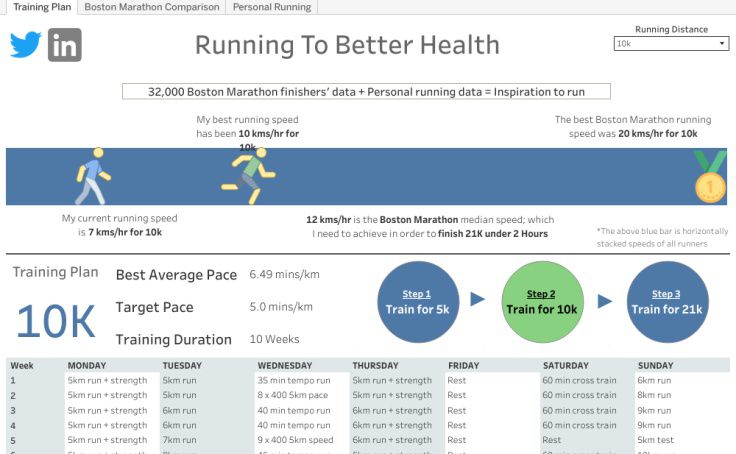 Training Plan Boston Marathon Comparison Personal Running
Running To Better Health
Running Distance
10k
32,000 Boston Marathon finishers' data + Personal running data = Inspiration to run
My best running speed
has been 10 kms/hr for
10k
The best Boston Marathon running
speed was 20 kms/hr for 10k
1
My current running speed
is 7 kms/hr for 10k
12 kms/hr is the Boston Marathon median speed; which
I need to achieve in order to finish 21K under 2 Hours
*The above blue bar is horizontally
stacked speeds of all runners
Training Plan
10K
Best Average Pace 6.49 mins/km
Target Pace 5.0 mins/km
Training Duration 10 Weeks
Step 1
Train for 5k
Step 2
Train for 10k
Step 3
Train for 21k
Week MONDAY TUESDAY WEDNESDAY THURSDAY FRIDAY SATURDAY SUNDAY
1 5km run + strength 5km run 35 min tempo run 5km run + strength Rest 60 min cross train 6km run
2 5km run + strength 5km run 8 x 400 5km pace 5km run + strength Rest 60 min cross train 8km run
3 5km run + strength 6km run 40 min tempo run 6km run + strength Rest 60 min cross train 9km run
4 5km run + strength 6km run 40 min tempo run 6km run + strength Rest 60 min cross train 9km run
5 5km run + strength 7km run 9 x 400 5km speed 6km run + strength Rest Rest 5km test